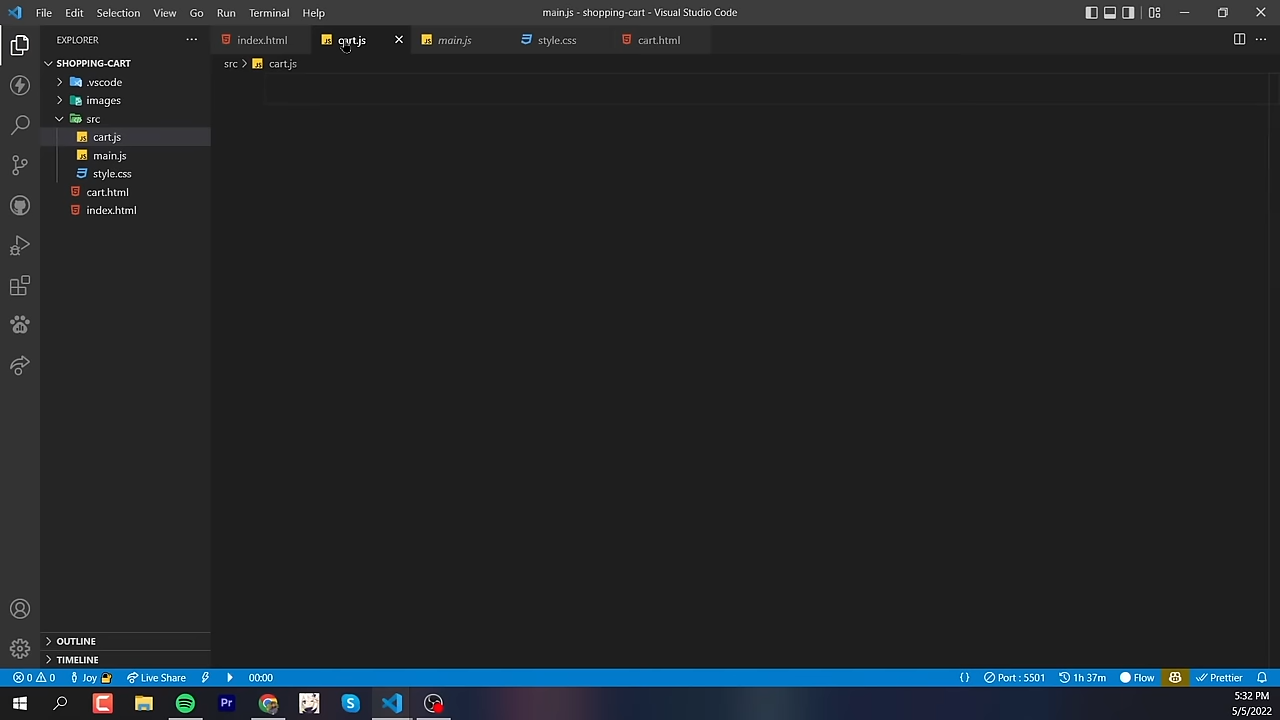 File Edit Selection View Go Run Terminal Help
main.js - shopping-cart - Visual Studio Code
EXPLORER
index.html
cart.js
main.js
style.css
cart.html
SHOPPING-CART
src > cart.js
.vscode
images
src
cart.js
main.js
style.css
cart.html
index.html
OUTLINE
TIMELINE
0 0 Joy Live Share 00:00
{ } Port : 5501 1h 37m Flow Prettier
5:32 PM
5/5/2022